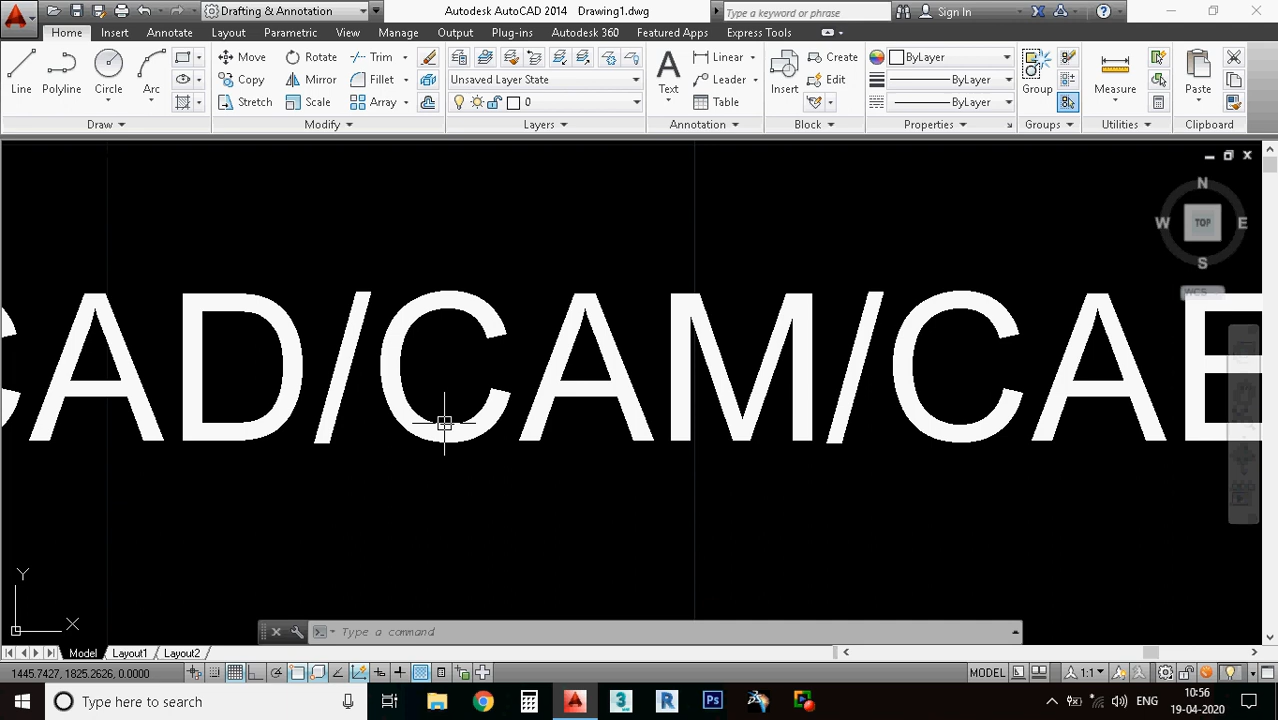 Drafting & Annotation
Autodesk AutoCAD 2014 Drawing1.dwg
Type a keyword or phrase
Sign In
Home Insert Annotate Layout Parametric View Manage Output Plug-ins Autodesk 360 Featured Apps Express Tools
Line Polyline Circle Arc
Move Rotate Trim
Copy Mirror Fillet
Stretch Scale Array
Unsaved Layer State
0
Text
Linear
Leader
Table
Insert
Create
Edit
ByLayer
ByLayer
ByLayer
Group
Measure
Paste
Draw Modify Layers Annotation Block Properties Groups Utilities Clipboard
N
W TOP E
S
WCS
CAD/CAM/CAE
Y
X
Type a command
Model Layout1 Layout2
1445.7427, 1825.2626, 0.0000
MODEL
1:1
Type here to search
Ps
ENG
10:56
19-04-2020